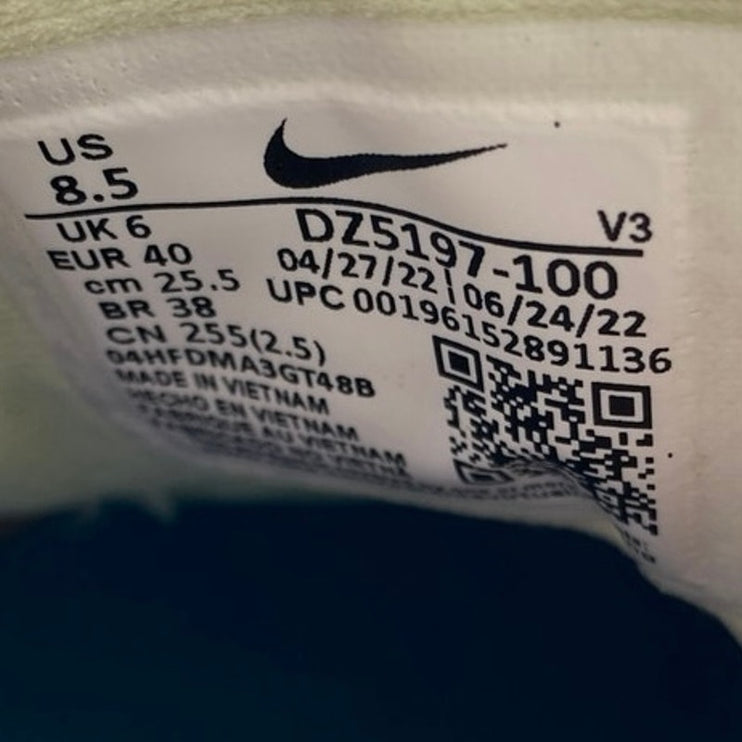 US
8.5
V3
UK 6
EUR 40
cm 25.5
BR 38
CN 255(2.5)
04HFDMA3GT48B
MADE IN VIETNAM
HECHO EN VIETNAM
FABRIQUE AU VIETNAM
DZ5197-100
04/27/22 | 06/24/22
UPC 00196152891136